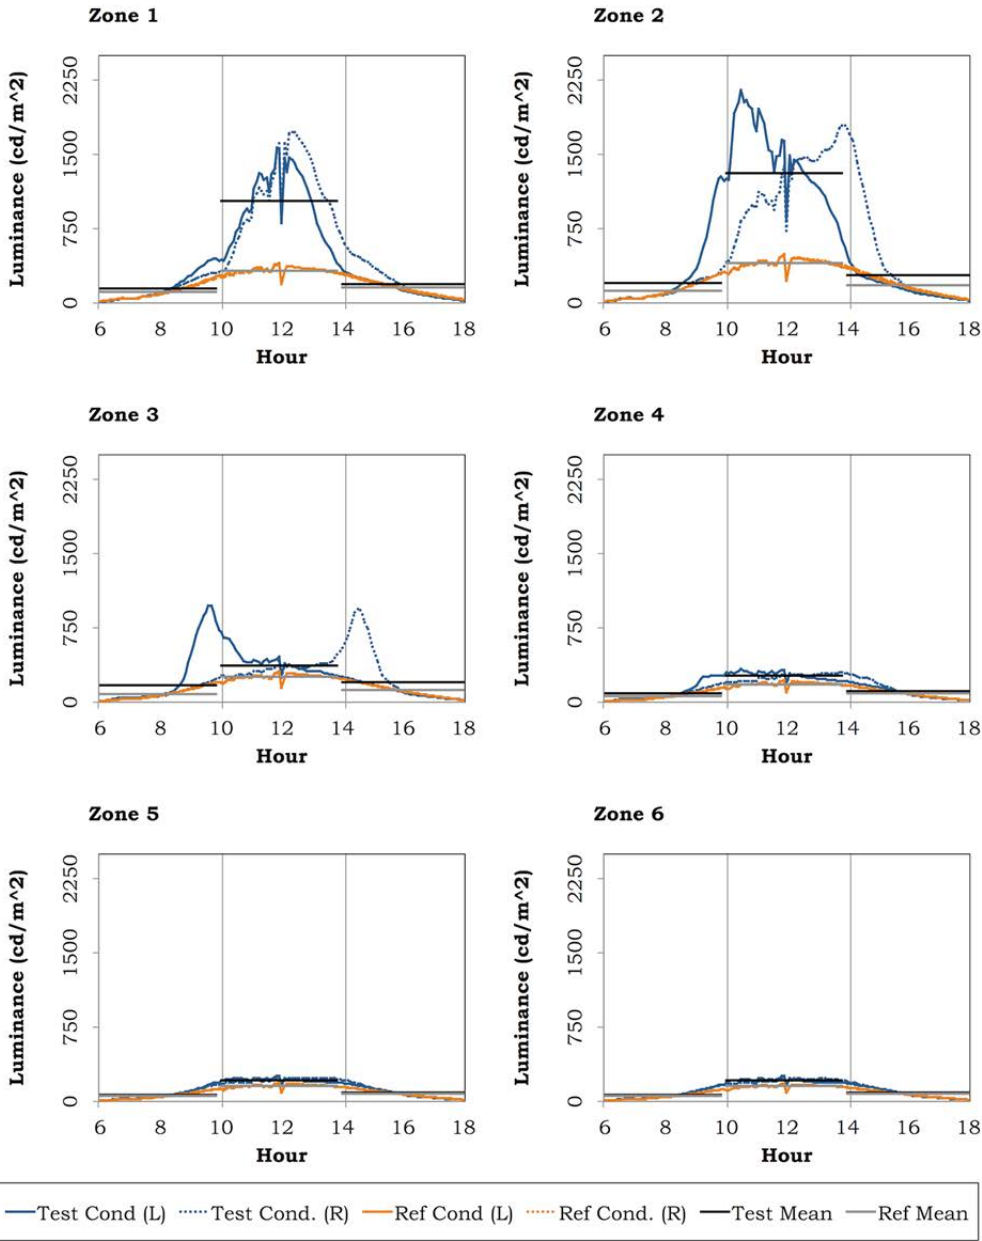 Zone 1
Luminance (cd/m^2)
2250
1500
750
0
6 8 10 12 14 16 18
Hour
Zone 2
Luminance (cd/m^2)
2250
1500
750
0
6 8 10 12 14 16 18
Hour
Zone 3
Luminance (cd/m^2)
2250
1500
750
0
6 8 10 12 14 16 18
Hour
Zone 4
Luminance (cd/m^2)
2250
1500
750
0
6 8 10 12 14 16 18
Hour
Zone 5
Luminance (cd/m^2)
2250
1500
750
0
6 8 10 12 14 16 18
Hour
Zone 6
Luminance (cd/m^2)
2250
1500
750
0
6 8 10 12 14 16 18
Hour
Test Cond (L) Test Cond. (R) Ref Cond (L) Ref Cond. (R) Test Mean Ref Mean